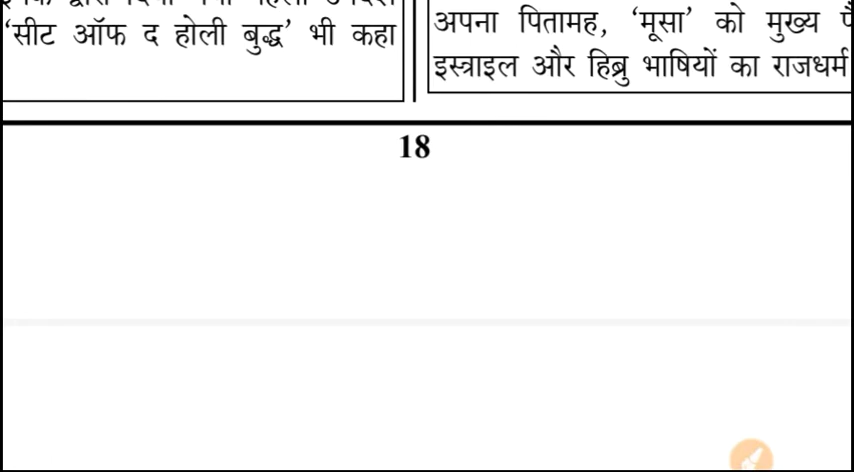 ‘सीट ऑफ द होली बुद्ध’ भी कहा
अपना पितामह, ‘मूसा’ को मुख्य
इस्त्राइल और हिब्रु भाषियों का राजधर्म
18